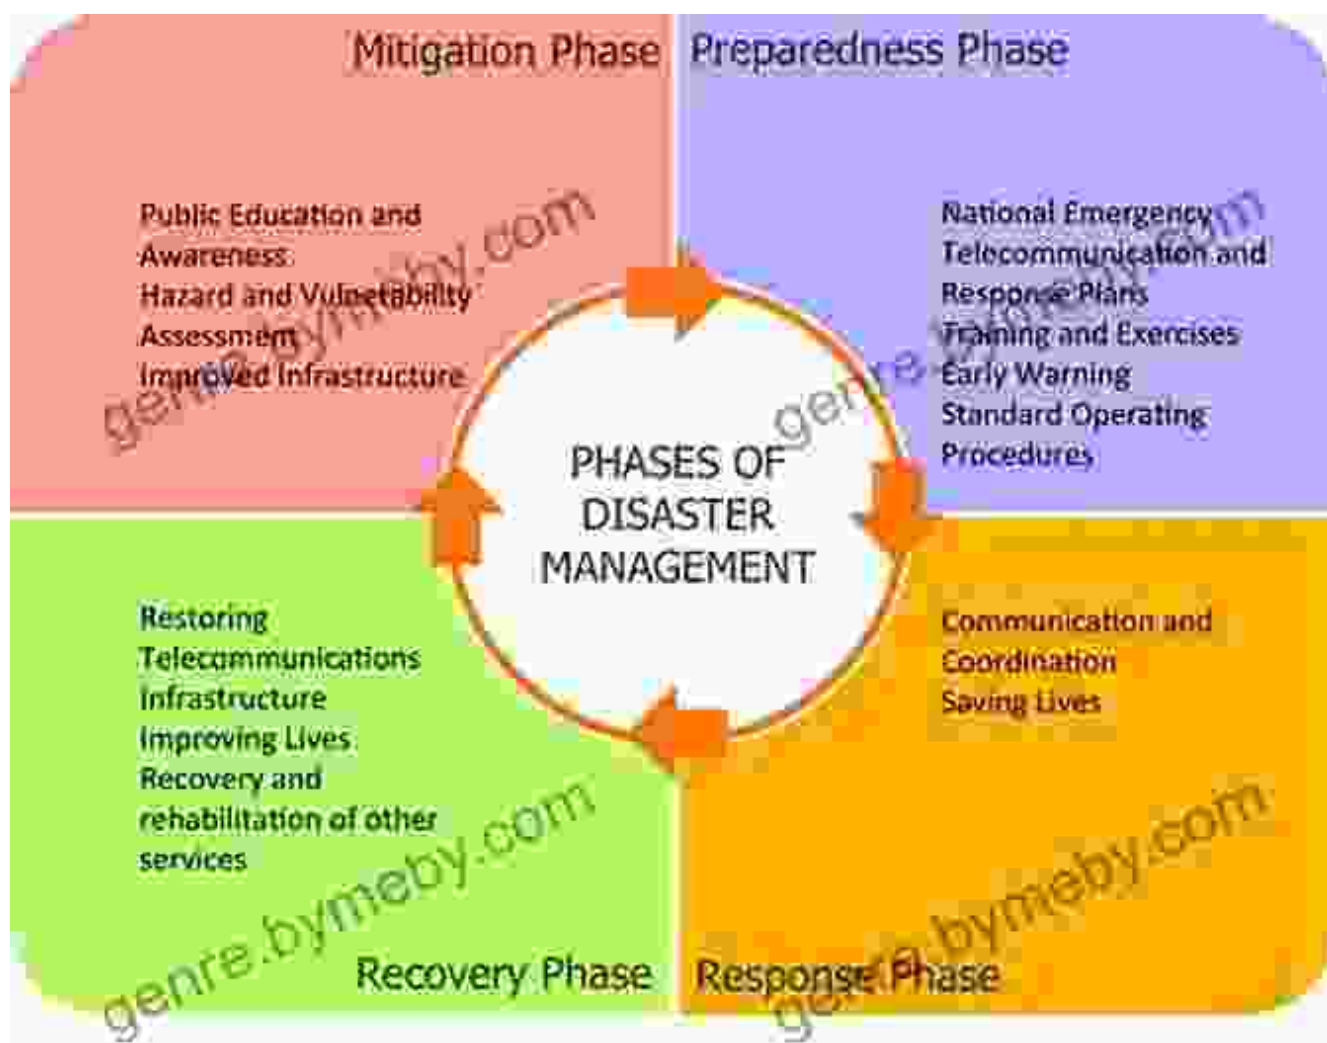 Mitigation Phase
Preparedness Phase
Public Education and
Awareness
Hazard and Vulnerability
Assessment
Improved Infrastructure
National Emergency
Telecommunication and
Response Plans
Training and Exercises
Early Warning
Standard Operating
Procedures
PHASES OF
DISASTER
MANAGEMENT
Restoring
Telecommunications
Infrastructure
Improving Lives
Recovery and
rehabilitation of other
services
Communication and
Coordination
Saving Lives
Recovery Phase
Response Phase
genre.bymeby.com
genre.bymeby.com
genre.bymeby.com
genre.bymeby.com